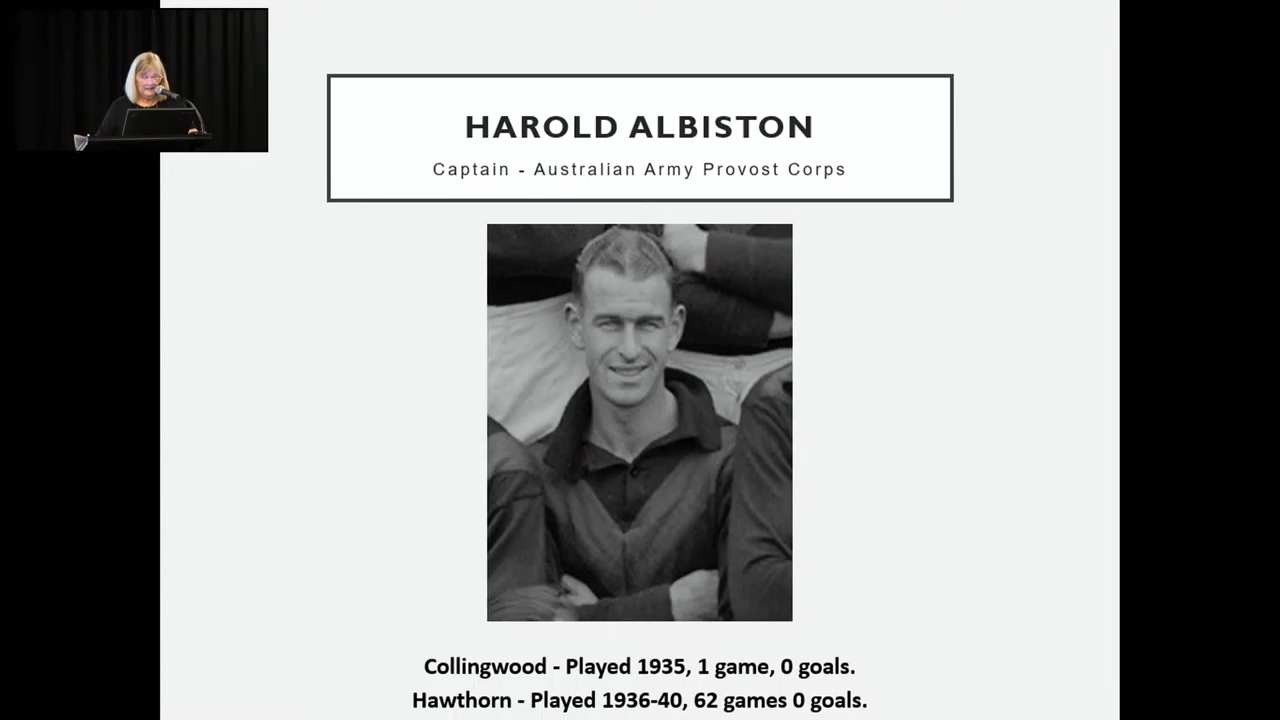 HAROLD ALBISTON
Captain - Australian Army Provost Corps
Collingwood - Played 1935, 1 game, 0 goals.
Hawthorn - Played 1936-40, 62 games 0 goals.